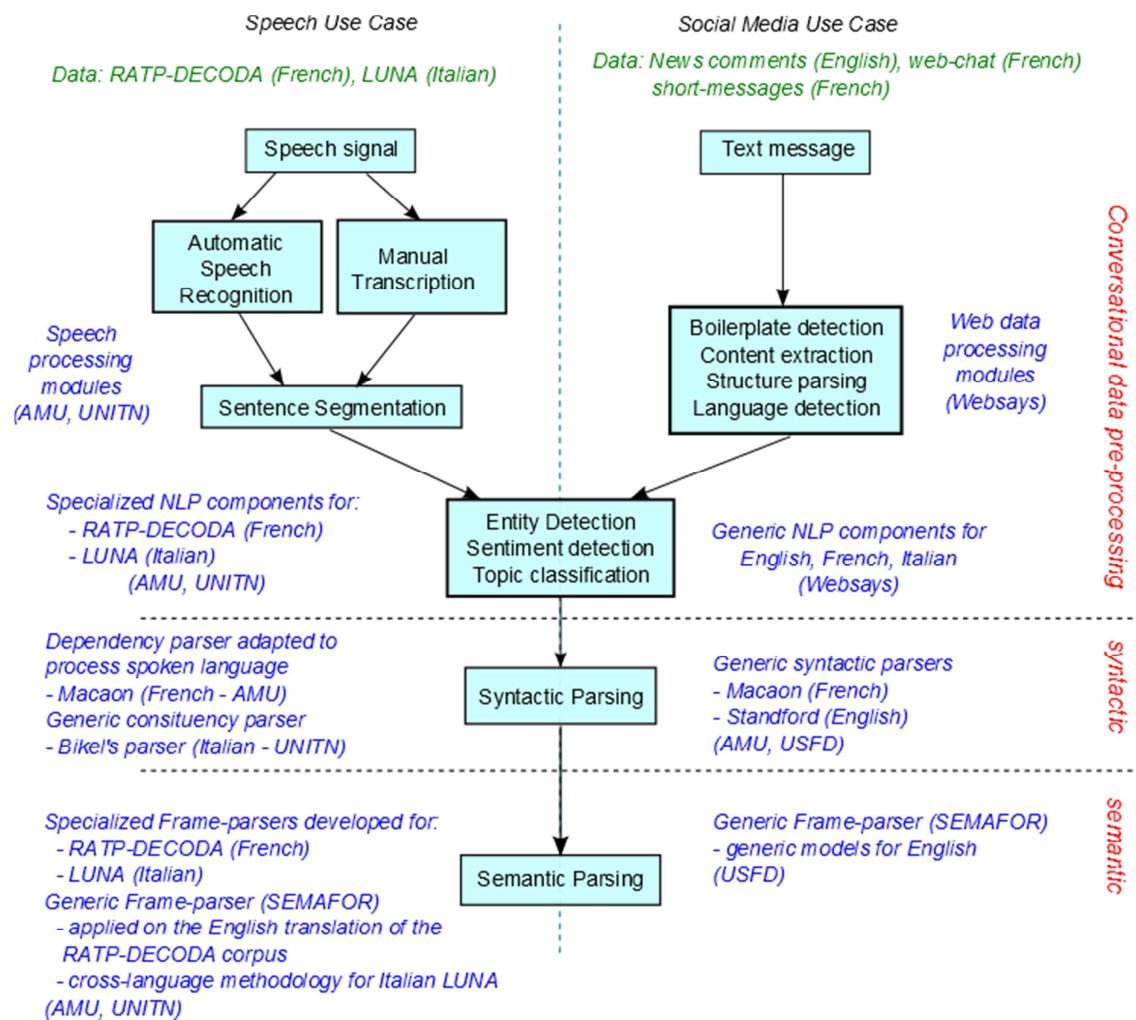 Speech Use Case
Social Media Use Case
Data: RATP-DECODA (French), LUNA (Italian)
Data: News comments (English), web-chat (French)
short-messages (French)
Speech signal
Text message
Automatic
Speech
Recognition
Manual
Transcription
Speech
processing
modules
(AMU, UNITN)
Sentence Segmentation
Boilerplate detection
Content extraction
Structure parsing
Language detection
Web data
processing
modules
(Websays)
Conversational data pre-processing
Specialized NLP components for:
- RATP-DECODA (French)
- LUNA (Italian)
(AMU, UNITN)
Entity Detection
Sentiment detection
Topic classification
Generic NLP components for
English, French, Italian
(Websays)
Dependency parser adapted to
process spoken language
- Macaon (French - AMU)
Generic consituency parser
- Bikel's parser (Italian - UNITN)
Syntactic Parsing
Generic syntactic parsers
- Macaon (French)
- Standford (English)
(AMU, USFD)
syntactic
Specialized Frame-parsers developed for:
- RATP-DECODA (French)
- LUNA (Italian)
Generic Frame-parser (SEMAFOR)
- applied on the English translation of the
RATP-DECODA corpus
- cross-language methodology for Italian LUNA
(AMU, UNITN)
Semantic Parsing
Generic Frame-parser (SEMAFOR)
- generic models for English
(USFD)
semantic